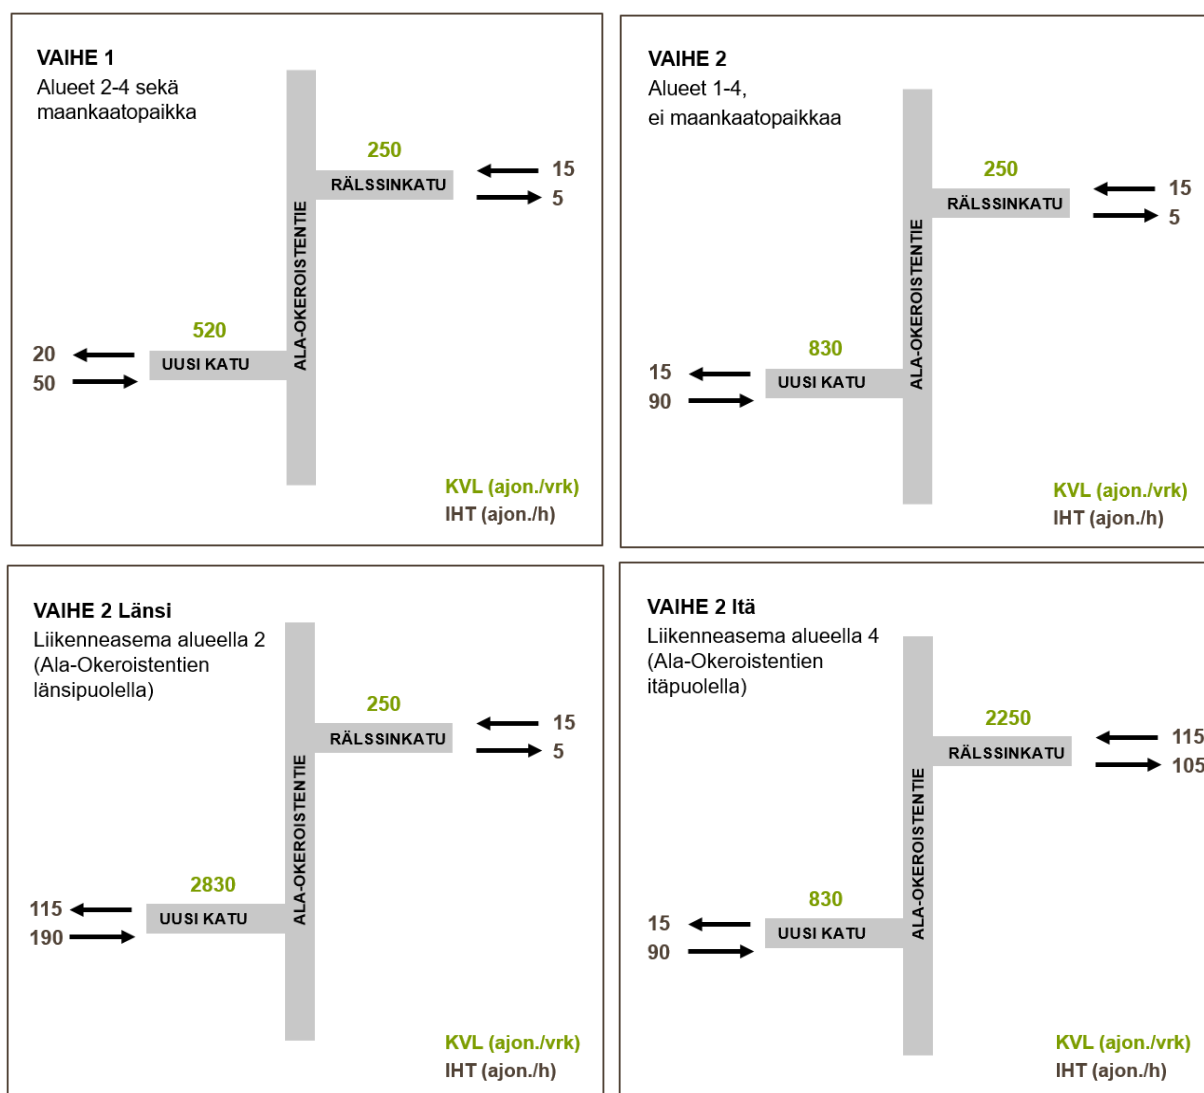 VAIHE 1
Alueet 2-4 sekä
maankaatopaikka
250
RÄLSSINKATU
15
5
ALA-OKEROISTENTIE
520
UUSI KATU
20
50
KVL (ajon./vrk)
IHT (ajon./h)
VAIHE 2
Alueet 1-4,
ei maankaatopaikkaa
250
RÄLSSINKATU
15
5
ALA-OKEROISTENTIE
830
UUSI KATU
15
90
KVL (ajon./vrk)
IHT (ajon./h)
VAIHE 2 Länsi
Liikenneasema alueella 2
(Ala-Okeroistentien
länsipuolella)
250
RÄLSSINKATU
15
5
ALA-OKEROISTENTIE
2830
UUSI KATU
115
190
KVL (ajon./vrk)
IHT (ajon./h)
VAIHE 2 Itä
Liikenneasema alueella 4
(Ala-Okeroistentien
itäpuolella)
2250
RÄLSSINKATU
115
105
ALA-OKEROISTENTIE
830
UUSI KATU
15
90
KVL (ajon./vrk)
IHT (ajon./h)